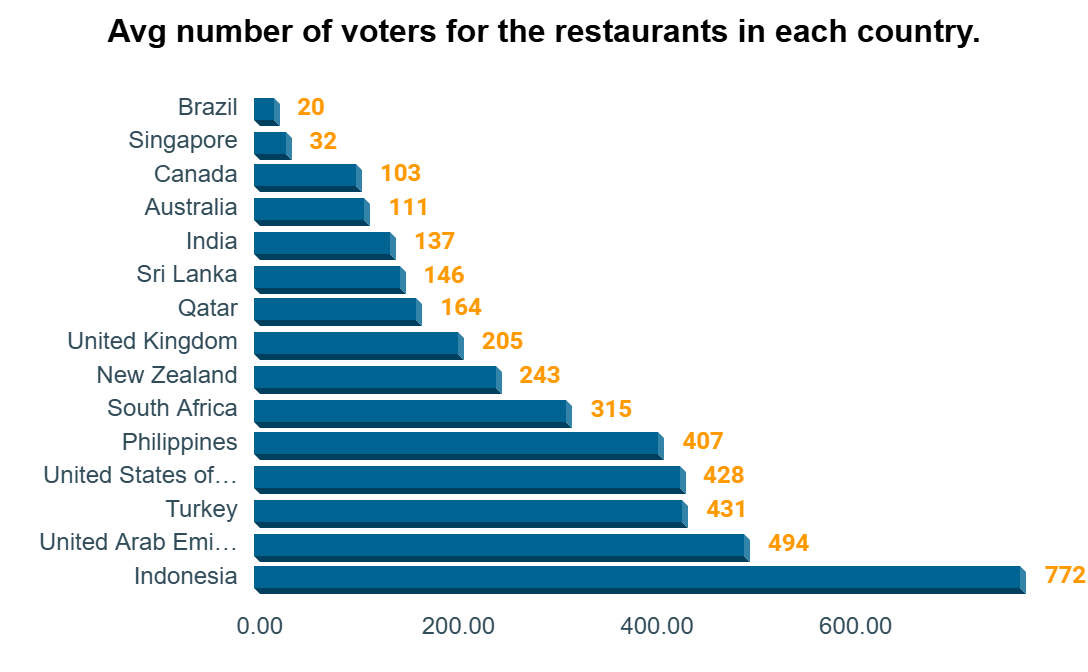 Avg number of voters for the restaurants in each country.
Brazil 20
Singapore 32
Canada 103
Australia 111
India 137
Sri Lanka 146
Qatar 164
United Kingdom 205
New Zealand 243
South Africa 315
Philippines 407
United States of… 428
Turkey 431
United Arab Emi… 494
Indonesia 772
0.00 200.00 400.00 600.00